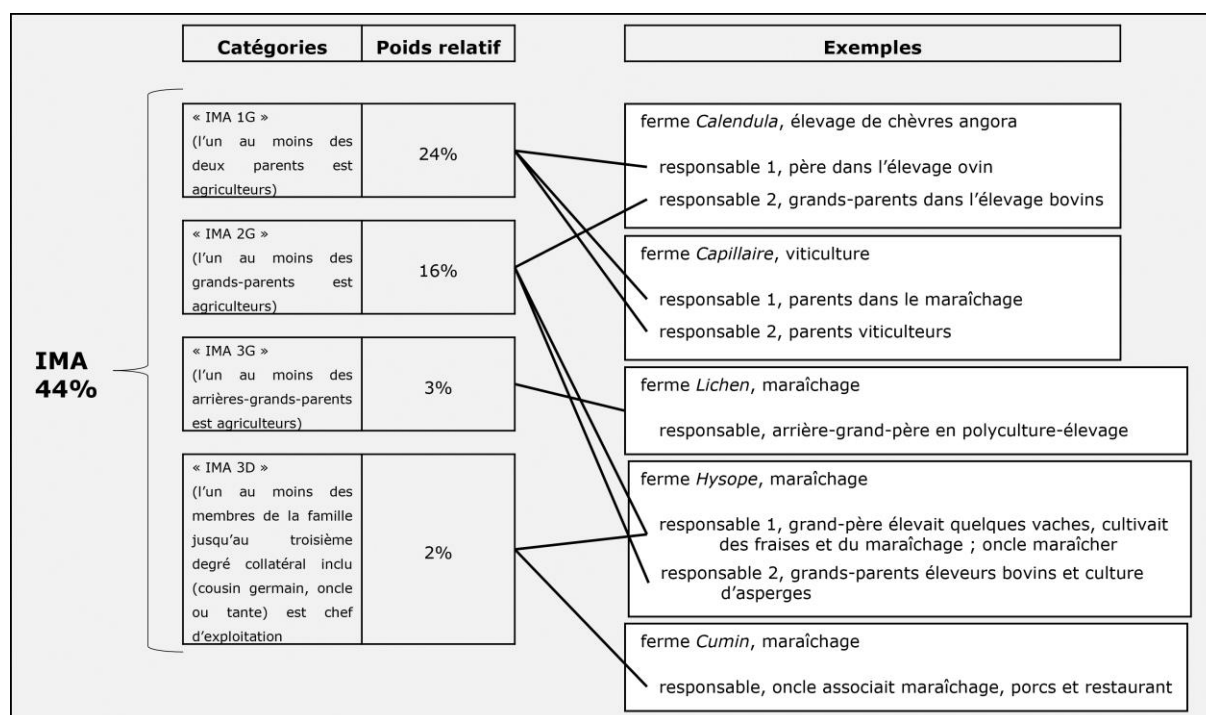 Catégories
Poids relatif
Exemples
IMA
44%
« IMA 1G »
(l'un au moins des
deux parents est
agriculteurs)
24%
« IMA 2G »
(l'un au moins des
grands-parents est
agriculteurs)
16%
« IMA 3G »
(l'un au moins des
arrières-grands-parents
est agriculteurs)
3%
« IMA 3D »
(l'un au moins des
membres de la famille
jusqu'au troisième
degré collatéral inclu
(cousin germain, oncle
ou tante) est chef
d'exploitation
2%
ferme Calendula, élevage de chèvres angora
responsable 1, père dans l'élevage ovin
responsable 2, grands-parents dans l'élevage bovins
ferme Capillaire, viticulture
responsable 1, parents dans le maraîchage
responsable 2, parents viticulteurs
ferme Lichen, maraîchage
responsable, arrière-grand-père en polyculture-élevage
ferme Hysope, maraîchage
responsable 1, grand-père élevait quelques vaches, cultivait
des fraises et du maraîchage ; oncle maraîcher
responsable 2, grands-parents éleveurs bovins et culture
d'asperges
ferme Cumin, maraîchage
responsable, oncle associait maraîchage, porcs et restaurant